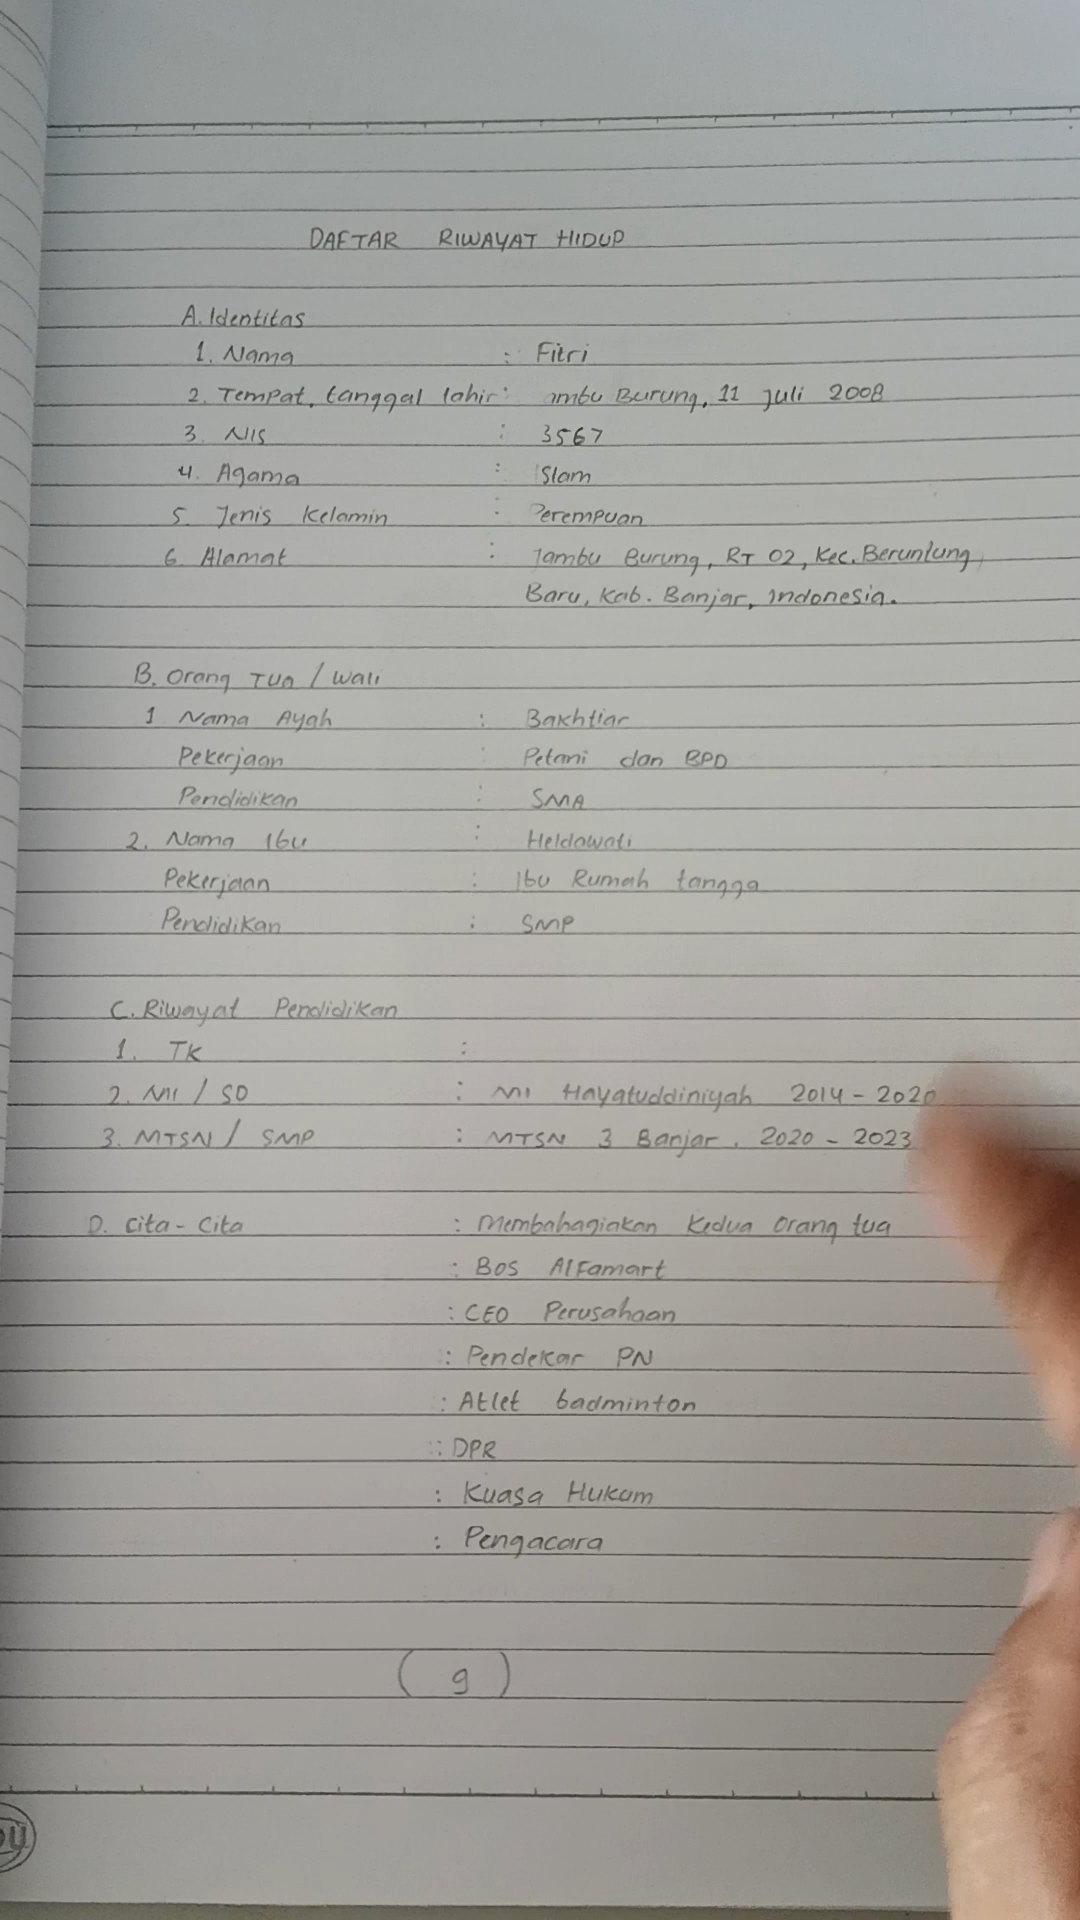 DAFTAR RIWAYAT HIDUP
A. Identitas
1. Nama : Fitri
2. Tempat, tanggal lahir : ambu Burung, 11 Juli 2008
3. NIS : 3567
4. Agama : Islam
5. Jenis Kelamin : Perempuan
6. Alamat : Jambu Burung, RT 02, Kec. Beruntung
Baru, Kab. Banjar, Indonesia.
B. Orang Tua / Wali
1 Nama Ayah : Bakhtiar
Pekerjaan : Petani dan BPD
Pendidikan : SMA
2. Nama Ibu : Heldawati
Pekerjaan : Ibu Rumah tangga
Pendidikan : SMP
C. Riwayat Pendidikan
1. TK :
2. MI / SD : MI Hayatuddiniyah 2014 - 2020
3. MTSN / SMP : MTSN 3 Banjar. 2020 - 2023
D. Cita - Cita : Membahagiakan Kedua Orang tua
: Bos Alfamart
: CEO Perusahaan
: Pendekar PN
: Atlet badminton
: DPR
: Kuasa Hukum
: Pengacara
( 9 )